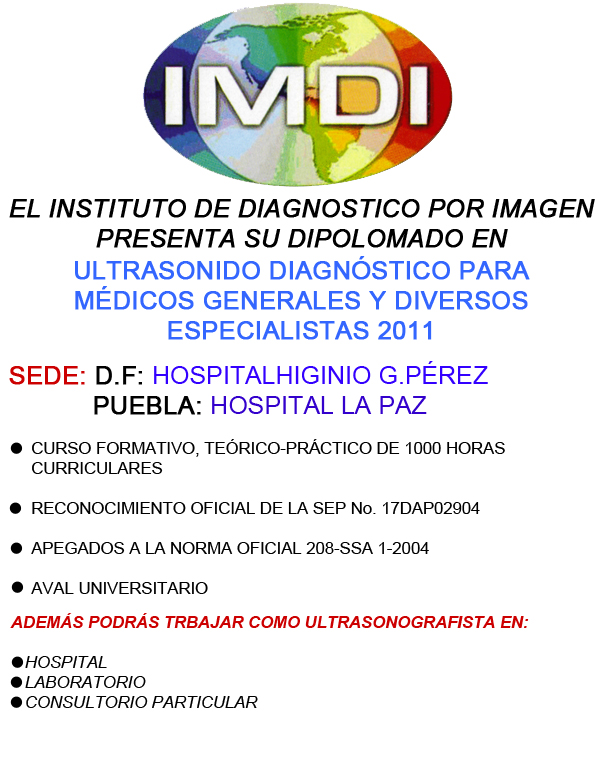 IMDI
EL INSTITUTO DE DIAGNOSTICO POR IMAGEN
PRESENTA SU DIPOLOMADO EN
ULTRASONIDO DIAGNÓSTICO PARA
MÉDICOS GENERALES Y DIVERSOS
ESPECIALISTAS 2011
SEDE: D.F: HOSPITALHIGINIO G.PÉREZ
PUEBLA: HOSPITAL LA PAZ
● CURSO FORMATIVO, TEÓRICO-PRÁCTICO DE 1000 HORAS
CURRICULARES
● RECONOCIMIENTO OFICIAL DE LA SEP No. 17DAP02904
● APEGADOS A LA NORMA OFICIAL 208-SSA 1-2004
● AVAL UNIVERSITARIO
ADEMÁS PODRÁS TRBAJAR COMO ULTRASONOGRAFISTA EN:
●HOSPITAL
●LABORATORIO
●CONSULTORIO PARTICULAR